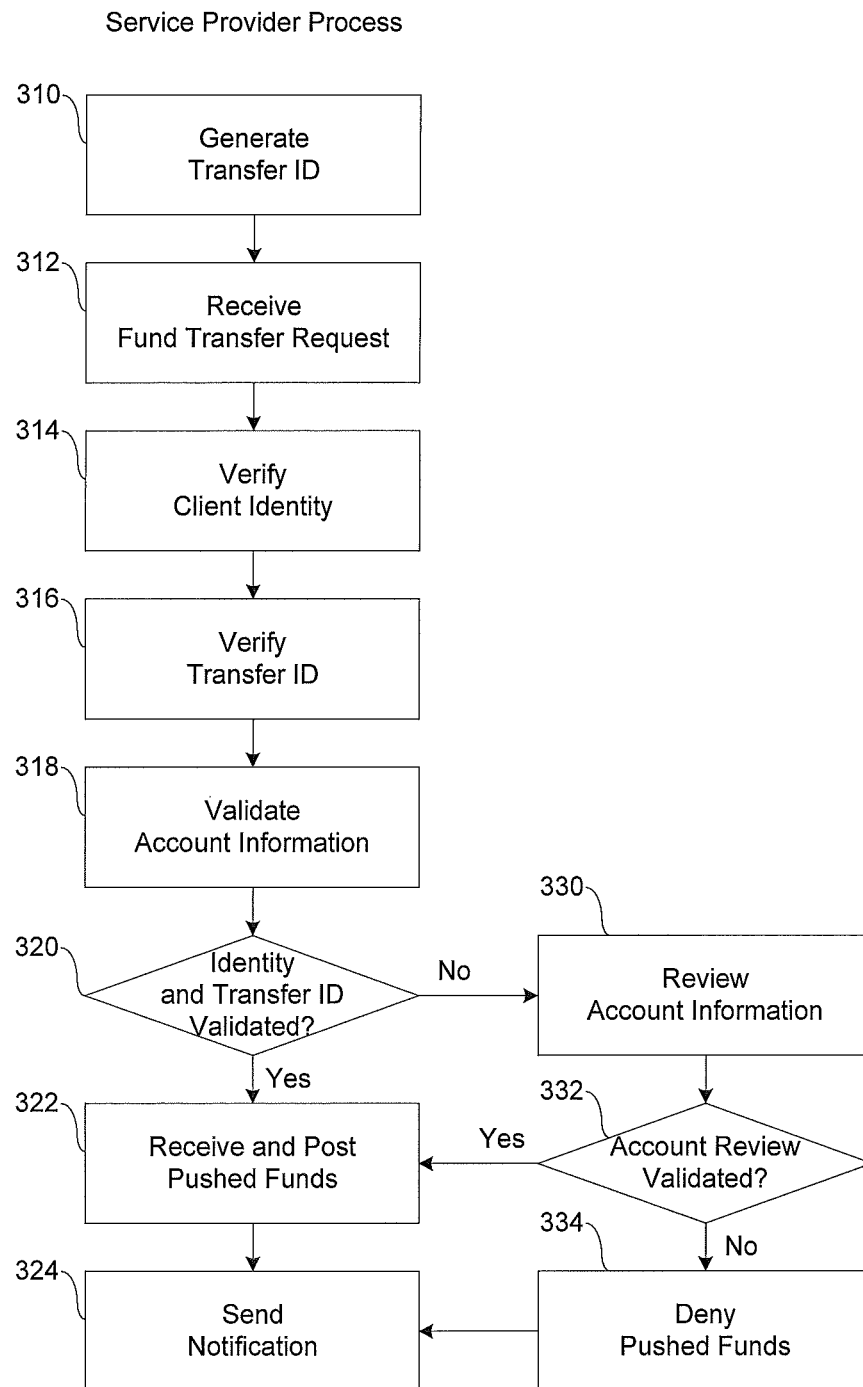 Service Provider Process
310
Generate
Transfer ID
312
Receive
Fund Transfer Request
314
Verify
Client Identity
316
Verify
Transfer ID
318
Validate
Account Information
320
Identity
and Transfer ID
Validated?
No
Yes
330
Review
Account Information
332
Account Review
Validated?
Yes
No
322
Receive and Post
Pushed Funds
334
Deny
Pushed Funds
324
Send
Notification